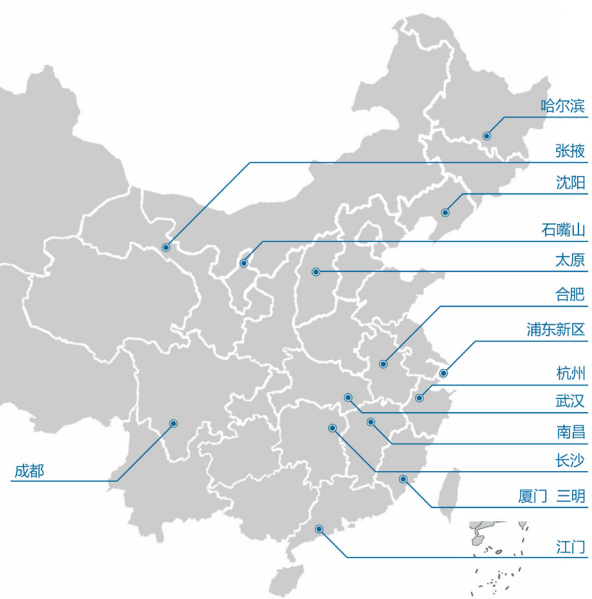 哈尔滨
张掖
沈阳
石嘴山
太原
合肥
浦东新区
杭州
武汉
南昌
长沙
成都
厦门 三明
江门